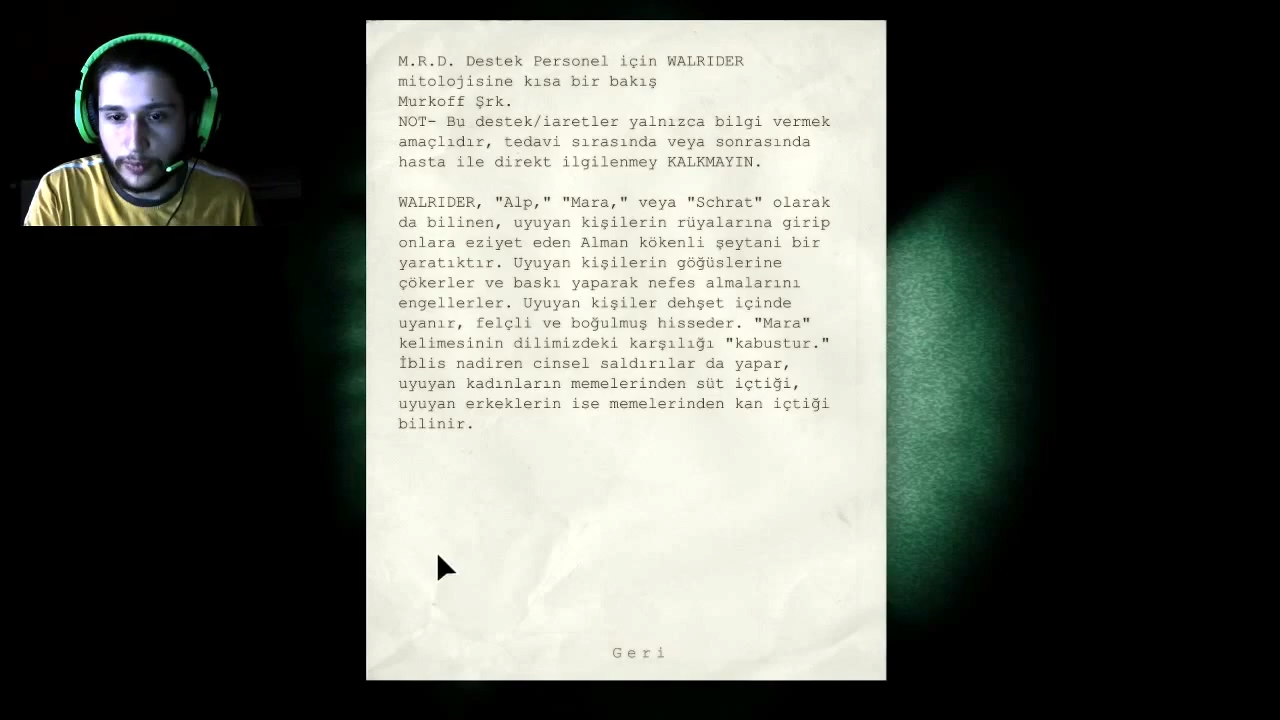 M.R.D. Destek Personel için WALRIDER
mitolojisine kısa bir bakış
Murkoff Şrk.
NOT- Bu destek/iaretler yalnızca bilgi vermek
amaçlıdır, tedavi sırasında veya sonrasında
hasta ile direkt ilgilenmey KALKMAYIN.
WALRIDER, "Alp," "Mara," veya "Schrat" olarak
da bilinen, uyuyan kişilerin rüyalarına girip
onlara eziyet eden Alman kökenli şeytani bir
yaratıktır. Uyuyan kişilerin göğüslerine
çökerler ve baskı yaparak nefes almalarını
engellerler. Uyuyan kişiler dehşet içinde
uyanır, felçli ve boğulmuş hisseder. "Mara"
kelimesinin dilimizdeki karşılığı "kabustur."
İblis nadiren cinsel saldırılar da yapar,
uyuyan kadınların memelerinden süt içtiği,
uyuyan erkeklerin ise memelerinden kan içtiği
bilinir.
Geri